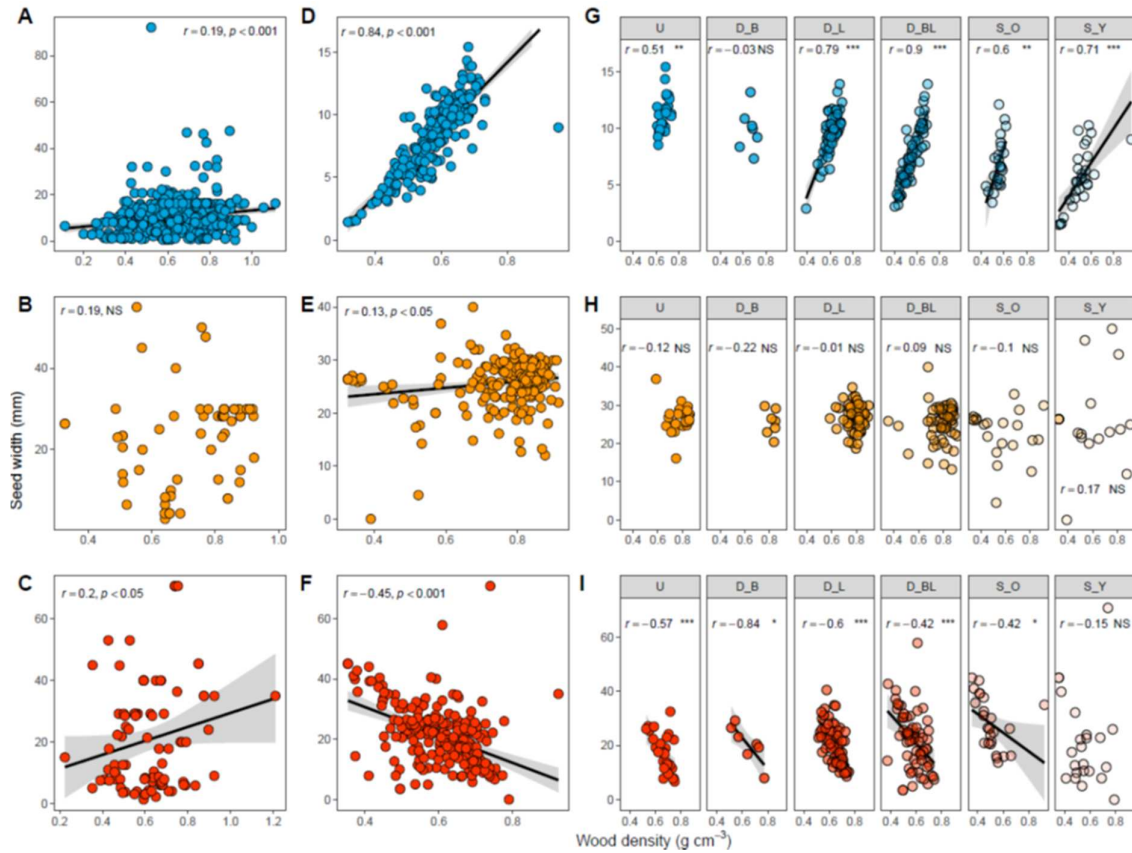 A
r = 0.19, p < 0.001
80
60
40
20
0
0.2 0.4 0.6 0.8 1.0
D
r = 0.84, p < 0.001
15
10
5
0
0.4 0.6 0.8
G
U D_B D_L D_BL S_O S_Y
r = 0.51 ** r = −0.03 NS r = 0.79 *** r = 0.9 *** r = 0.6 ** r = 0.71 ***
15
10
5
0
0.4 0.6 0.8 0.4 0.6 0.8 0.4 0.6 0.8 0.4 0.6 0.8 0.4 0.6 0.8 0.4 0.6 0.8
B
r = 0.19, NS
40
20
0.4 0.6 0.8 1.0
E
r = 0.13, p < 0.05
40
30
20
10
0
0.4 0.6 0.8
H
U D_B D_L D_BL S_O S_Y
r = −0.12 NS r = −0.22 NS r = −0.01 NS r = 0.09 NS r = −0.1 NS
r = 0.17 NS
50
40
30
20
10
0
0.4 0.6 0.8 0.4 0.6 0.8 0.4 0.6 0.8 0.4 0.6 0.8 0.4 0.6 0.8 0.4 0.6 0.8
Seed width (mm)
C
r = 0.2, p < 0.05
60
40
20
0
0.2 0.4 0.6 0.8 1.0 1.2
F
r = −0.45, p < 0.001
60
40
20
0
0.4 0.6 0.8
I
U D_B D_L D_BL S_O S_Y
r = −0.57 *** r = −0.84 * r = −0.6 *** r = −0.42 *** r = −0.42 * r = −0.15 NS
60
40
20
0
0.4 0.6 0.8 0.4 0.6 0.8 0.4 0.6 0.8 0.4 0.6 0.8 0.4 0.6 0.8 0.4 0.6 0.8
Wood density (g cm⁻³)